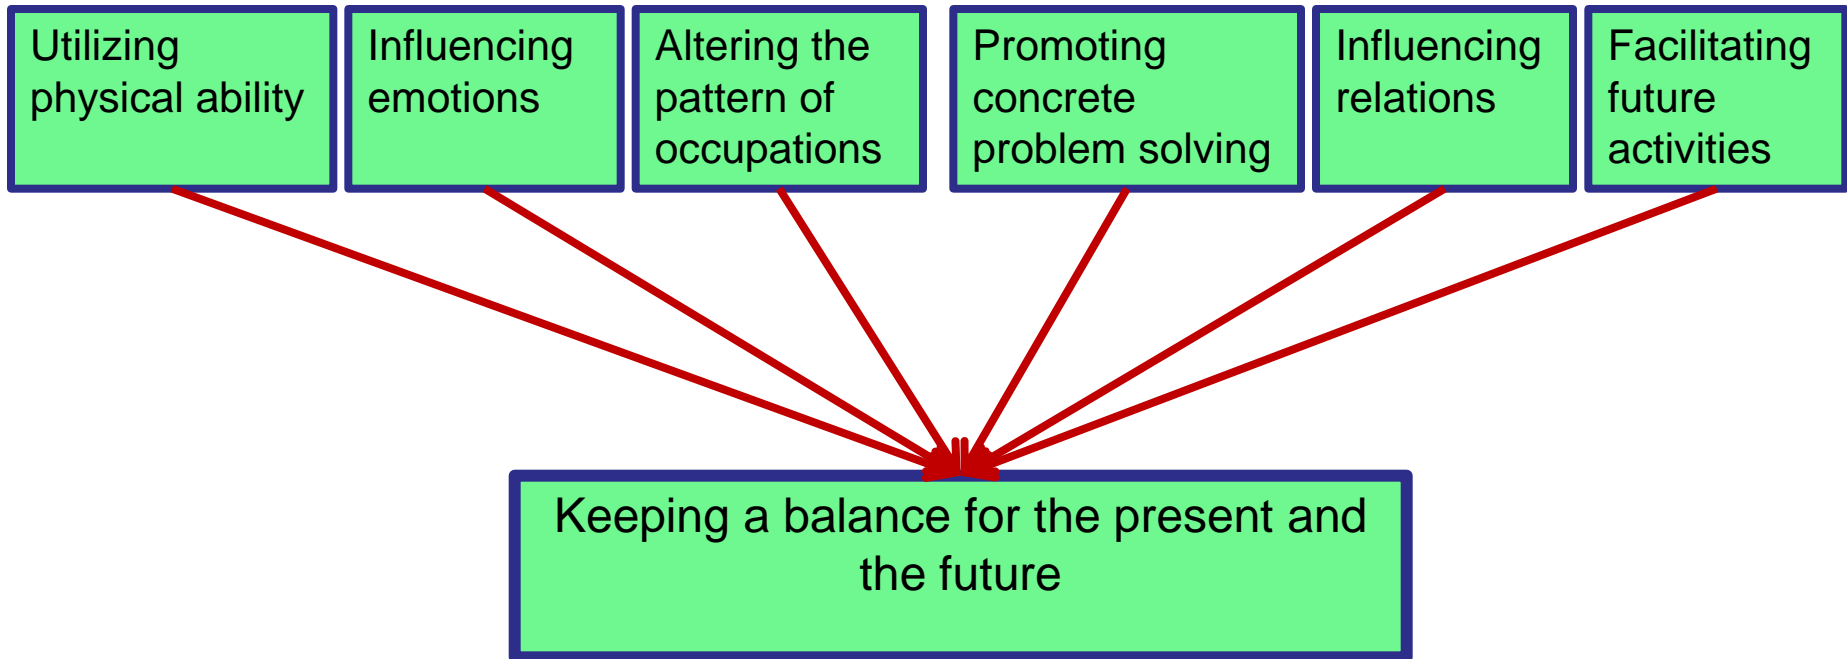 Utilizing
physical ability
Influencing
emotions
Altering the
pattern of
occupations
Promoting
concrete
problem solving
Influencing
relations
Facilitating
future
activities
Keeping a balance for the present and
the future